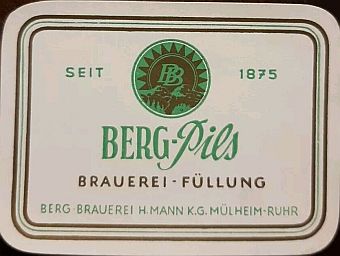 BB
SEIT 1875
BERG-Pils
BRAUEREI-FÜLLUNG
BERG-BRAUEREI H.MANN K.G. MÜLHEIM-RUHR